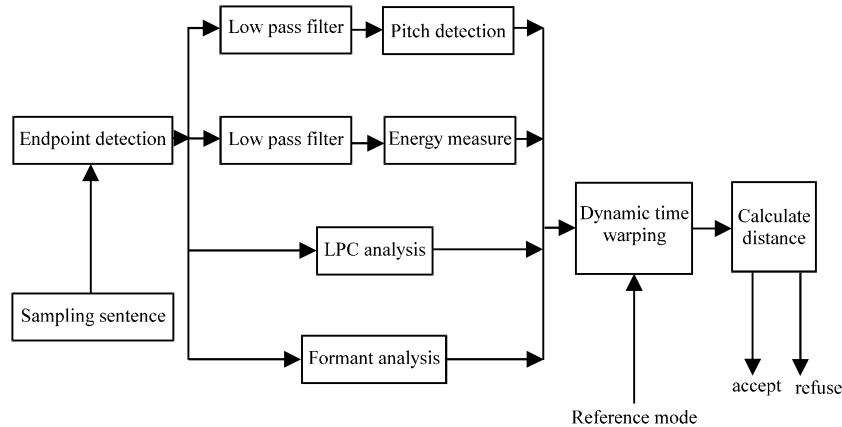 Low pass filter
Pitch detection
Endpoint detection
Low pass filter
Energy measure
LPC analysis
Dynamic time
warping
Calculate
distance
Sampling sentence
Formant analysis
accept
refuse
Reference mode